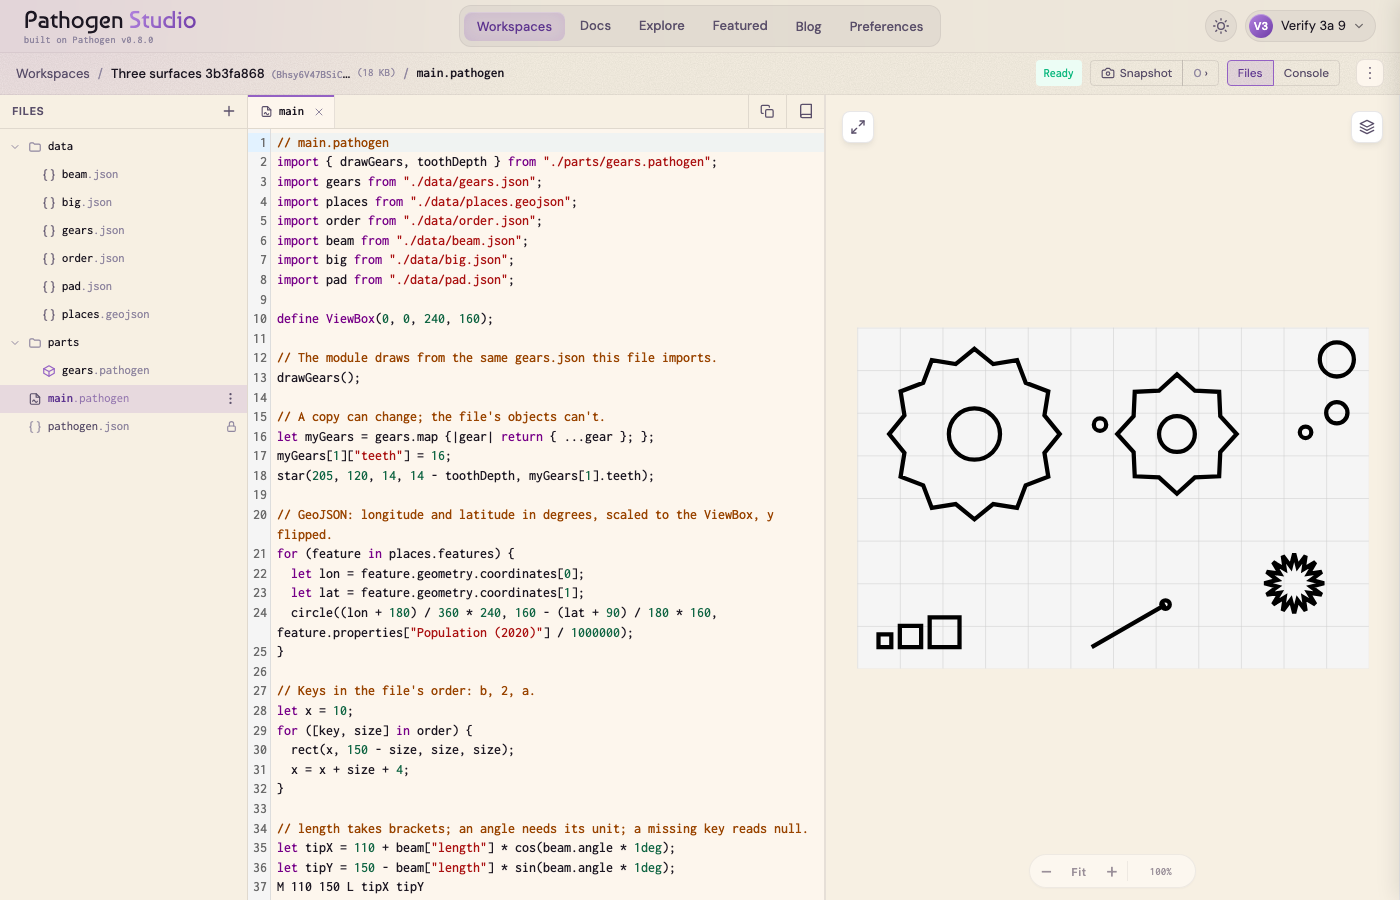 Pathogen Studio
built on Pathogen v0.8.0
Workspaces
Docs
Explore
Featured
Blog
Preferences
V3
Verify 3a 9
Workspaces / Three surfaces 3b3fa868 (Bhsy6V47BSiC… (18 KB) / main.pathogen
Ready
Snapshot
0 ›
Files
Console
FILES
data
beam.json
big.json
gears.json
order.json
pad.json
places.geojson
parts
gears.pathogen
main.pathogen
pathogen.json
main
1 // main.pathogen
2 import { drawGears, toothDepth } from "./parts/gears.pathogen";
3 import gears from "./data/gears.json";
4 import places from "./data/places.geojson";
5 import order from "./data/order.json";
6 import beam from "./data/beam.json";
7 import big from "./data/big.json";
8 import pad from "./data/pad.json";
9
10 define ViewBox(0, 0, 240, 160);
11
12 // The module draws from the same gears.json this file imports.
13 drawGears();
14
15 // A copy can change; the file's objects can't.
16 let myGears = gears.map {|gear| return { ...gear }; };
17 myGears[1]["teeth"] = 16;
18 star(205, 120, 14, 14 - toothDepth, myGears[1].teeth);
19
20 // GeoJSON: longitude and latitude in degrees, scaled to the ViewBox, y
flipped.
21 for (feature in places.features) {
22 let lon = feature.geometry.coordinates[0];
23 let lat = feature.geometry.coordinates[1];
24 circle((lon + 180) / 360 * 240, 160 - (lat + 90) / 180 * 160,
feature.properties["Population (2020)"] / 1000000);
25 }
26
27 // Keys in the file's order: b, 2, a.
28 let x = 10;
29 for ([key, size] in order) {
30 rect(x, 150 - size, size, size);
31 x = x + size + 4;
32 }
33
34 // length takes brackets; an angle needs its unit; a missing key reads null.
35 let tipX = 110 + beam["length"] * cos(beam.angle * 1deg);
36 let tipY = 150 - beam["length"] * sin(beam.angle * 1deg);
37 M 110 150 L tipX tipY
Fit
100%